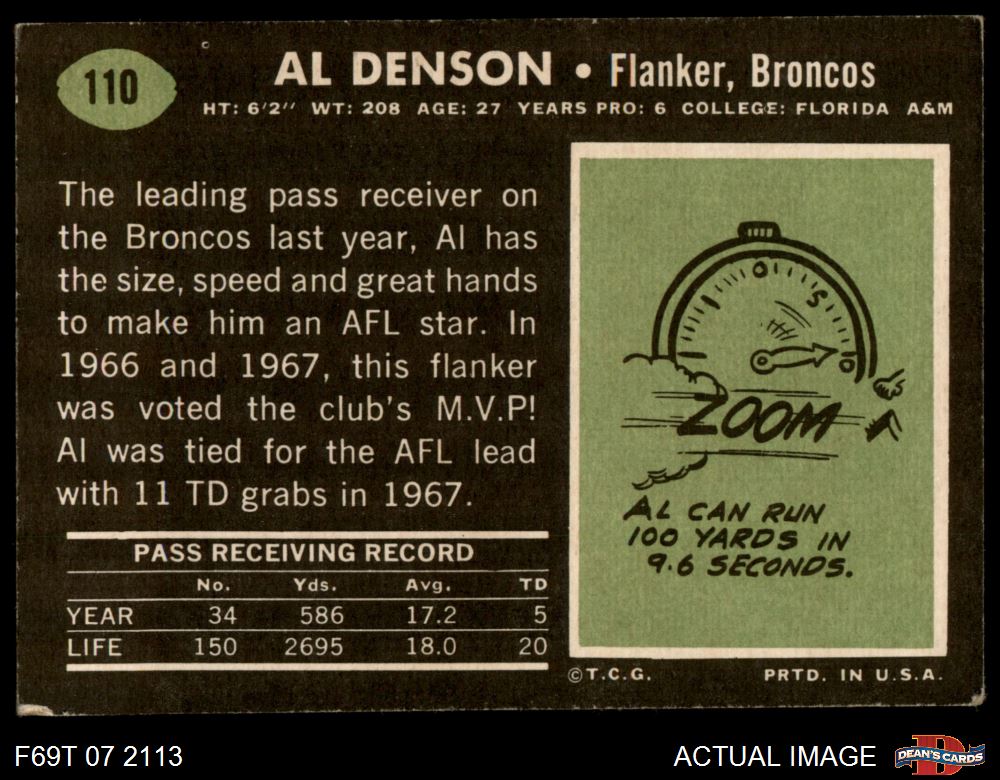 110
AL DENSON • Flanker, Broncos
HT: 6'2" WT: 208 AGE: 27 YEARS PRO: 6 COLLEGE: FLORIDA A&M
The leading pass receiver on
the Broncos last year, Al has
the size, speed and great hands
to make him an AFL star. In
1966 and 1967, this flanker
was voted the club's M.V.P!
Al was tied for the AFL lead
with 11 TD grabs in 1967.
PASS RECEIVING RECORD
No. Yds. Avg. TD
YEAR 34 586 17.2 5
LIFE 150 2695 18.0 20
0
5
10
ZOOM
AL CAN RUN
100 YARDS IN
9.6 SECONDS.
©T.C.G. PRTD. IN U.S.A.
F69T 07 2113
ACTUAL IMAGE
DEAN'S CARDS